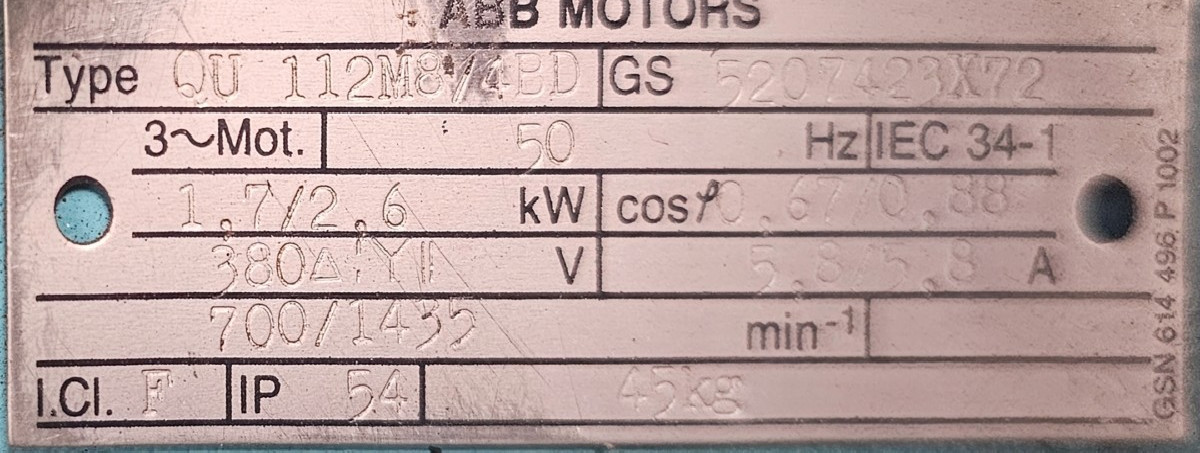 ABB MOTORS
Type QU 112M8/4BD GS 5207423X72
3~Mot. 50 Hz IEC 34-1
1,7/2,6 kW cosφ 0,67/0,88
380Δ/YY V 5,8/5,8 A
700/1435 min-1
I.Cl. F IP 54 45kg
GSN 614 496 P 1002